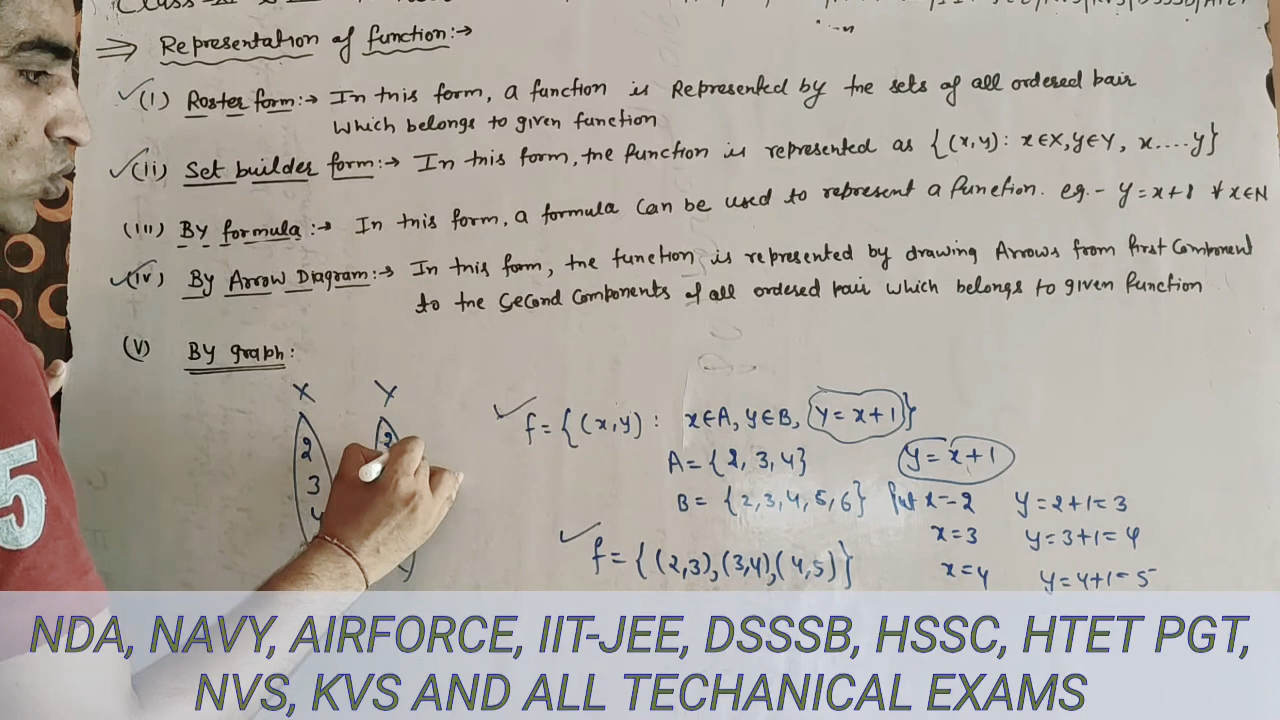 ⇒ Representation of function:→
(i) Roster form:→ In this form, a function is Represented by the sets of all ordered pair
which belongs to given function
(ii) Set builder form:→ In this form, the function is represented as {(x,y): x∈X, y∈Y, x....y}
(iii) By formula:→ In this form, a formula can be used to represent a function. eg.- y=x+1 ∀ x∈N
(iv) By Arrow Diagram:→ In this form, the function is represented by drawing Arrows from first Component
to the Second Components of all ordered pair which belongs to given function
(V) By graph:
X Y
2 2
3
4
f={(x,y): x∈A, y∈B, y=x+1}
A={2,3,4} y=x+1
B={2,3,4,5,6} Put x=2 y=2+1=3
x=3 y=3+1=4
f={(2,3),(3,4),(4,5)} x=4 y=4+1=5
5
NDA, NAVY, AIRFORCE, IIT-JEE, DSSSB, HSSC, HTET PGT,
NVS, KVS AND ALL TECHANICAL EXAMS